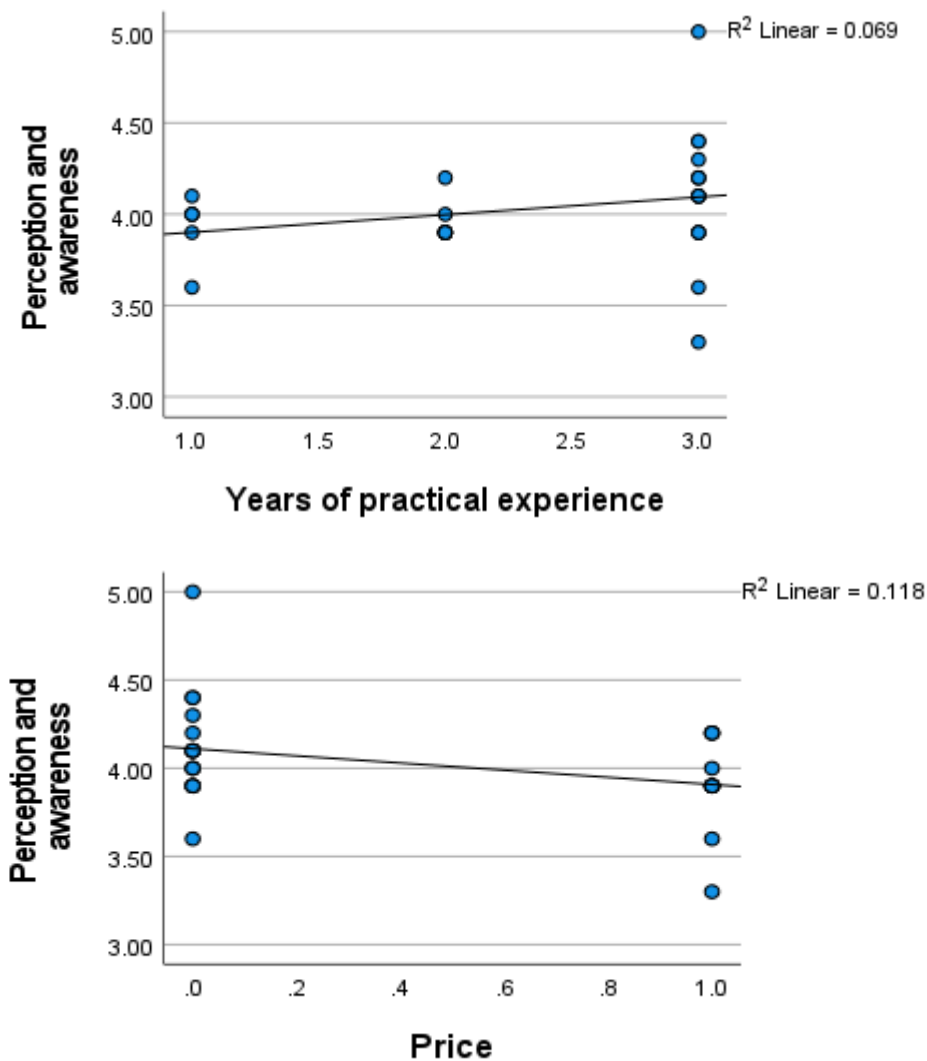 5.00
R² Linear = 0.069
4.50
4.00
3.50
3.00
Perception and
awareness
1.0 1.5 2.0 2.5 3.0
Years of practical experience
5.00
R² Linear = 0.118
4.50
4.00
3.50
3.00
Perception and
awareness
.0 .2 .4 .6 .8 1.0
Price